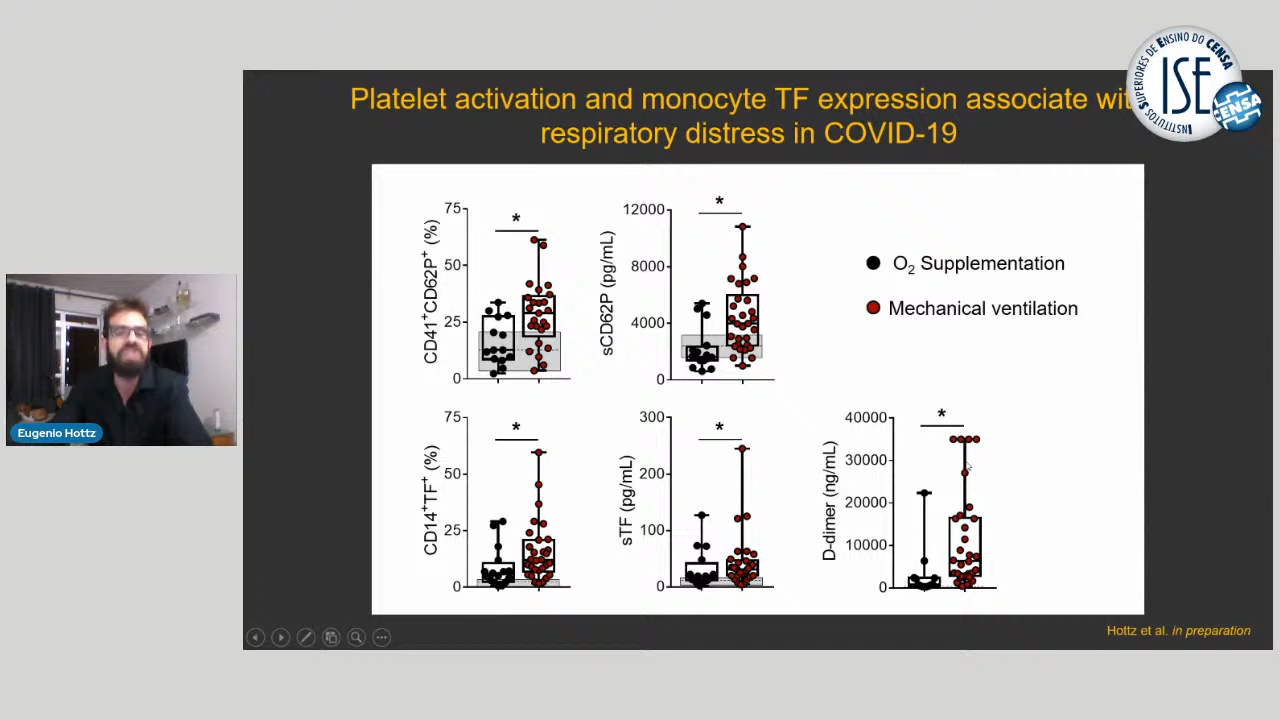 Platelet activation and monocyte TF expression associate wit
respiratory distress in COVID-19
INSTITUTOS SUPERIORES DE ENSINO DO CENSA
ISE
CENSA
CD41+CD62P+ (%)
75
50
25
0
*
sCD62P (pg/mL)
12000
8000
4000
0
*
O2 Supplementation
Mechanical ventilation
CD14+TF+ (%)
75
50
25
0
*
sTF (pg/mL)
300
200
100
0
*
D-dimer (ng/mL)
40000
30000
20000
10000
0
*
Eugenio Hottz
Hottz et al. in preparation